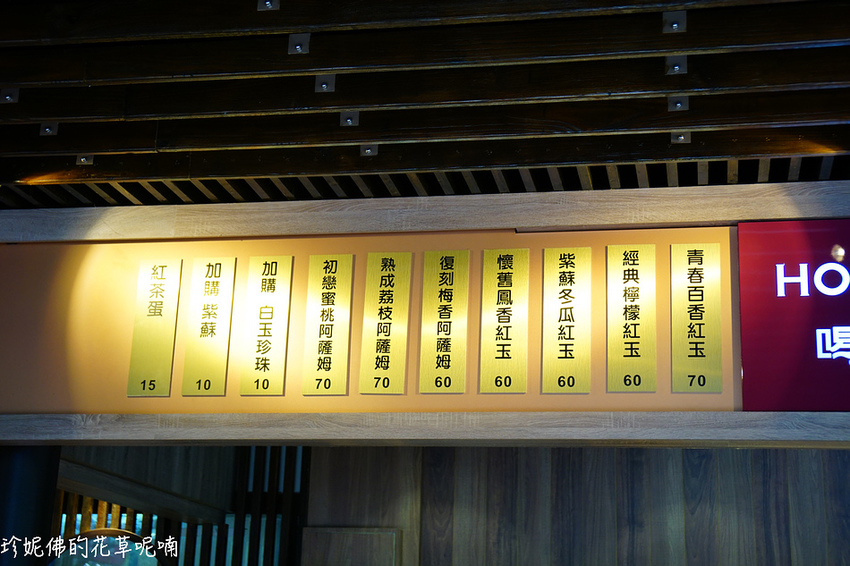 青春百香紅玉
70
經典檸檬紅玉
60
紫蘇冬瓜紅玉
60
懷舊鳳香紅玉
60
復刻梅香阿薩姆
60
熟成荔枝阿薩姆
70
初戀蜜桃阿薩姆
70
加購 白玉珍珠
10
加購 紫蘇
10
紅茶蛋
15
HO
喝
珍妮佛的花草呢喃